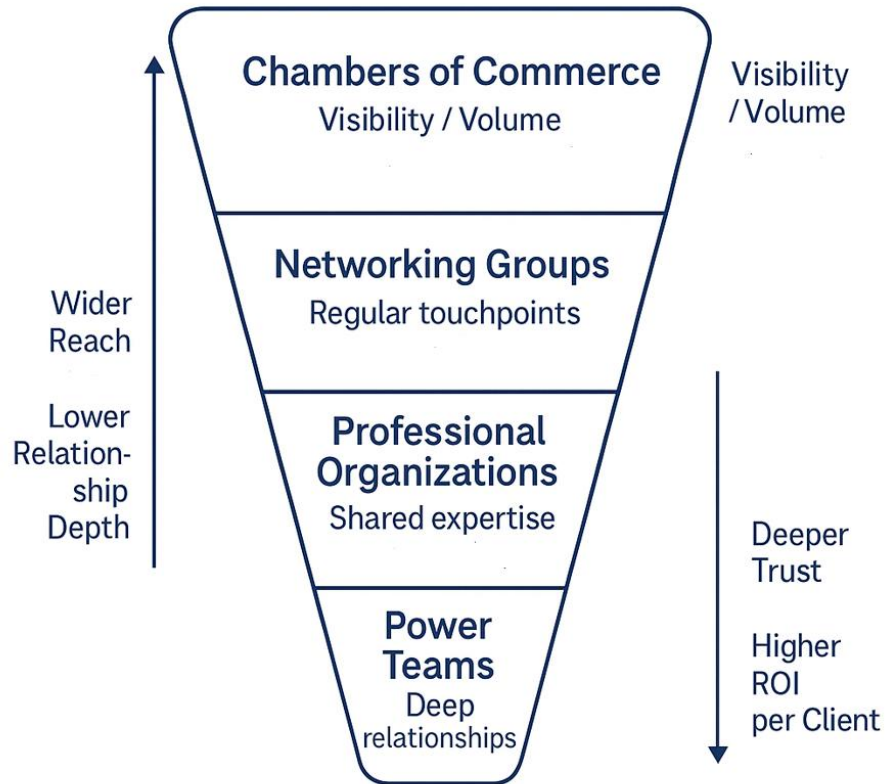 Chambers of Commerce
Visibility / Volume
Visibility
/ Volume
Networking Groups
Regular touchpoints
Wider
Reach
Lower
Relation-
ship
Depth
Professional
Organizations
Shared expertise
Deeper
Trust
Higher
ROI
per Client
Power
Teams
Deep
relationships